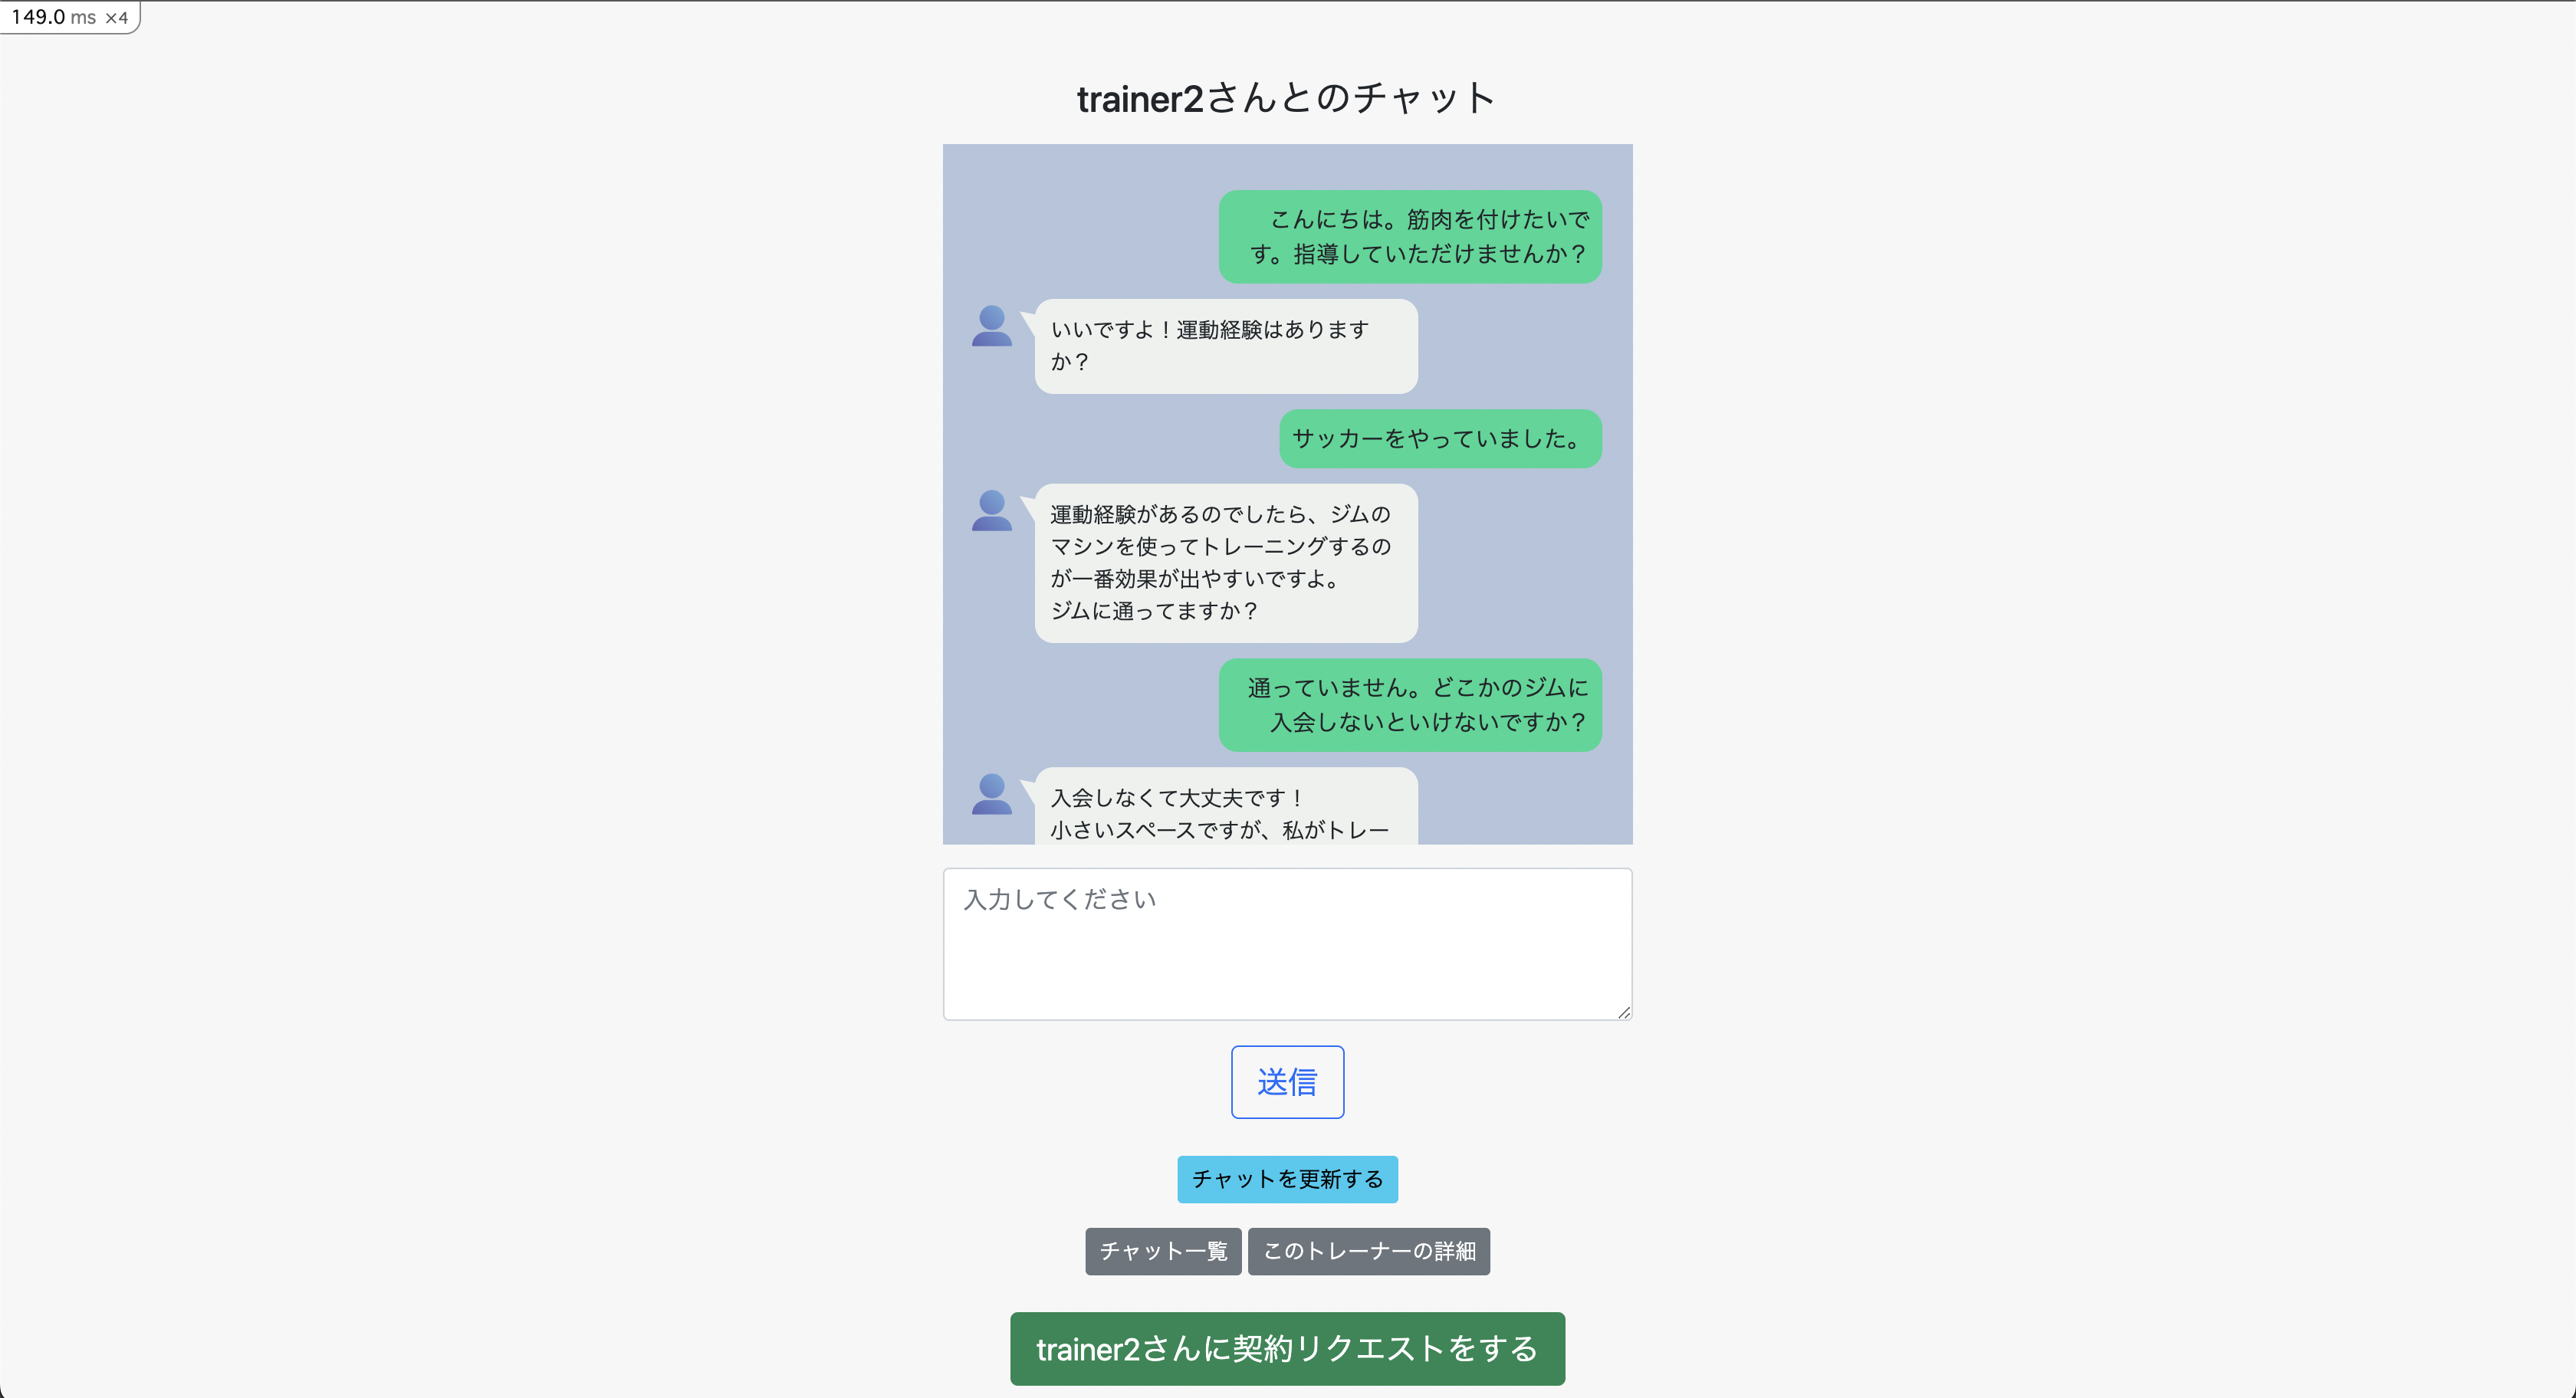 149.0 ms ×4
trainer2さんとのチャット
こんにちは。筋肉を付けたいで
す。指導していただけませんか？
いいですよ！運動経験はあります
か？
サッカーをやっていました。
運動経験があるのでしたら、ジムの
マシンを使ってトレーニングするの
が一番効果が出やすいですよ。
ジムに通ってますか？
通っていません。どこかのジムに
入会しないといけないですか？
入会しなくて大丈夫です！
小さいスペースですが、私がトレー
入力してください
送信
チャットを更新する
チャット一覧 このトレーナーの詳細
trainer2さんに契約リクエストをする